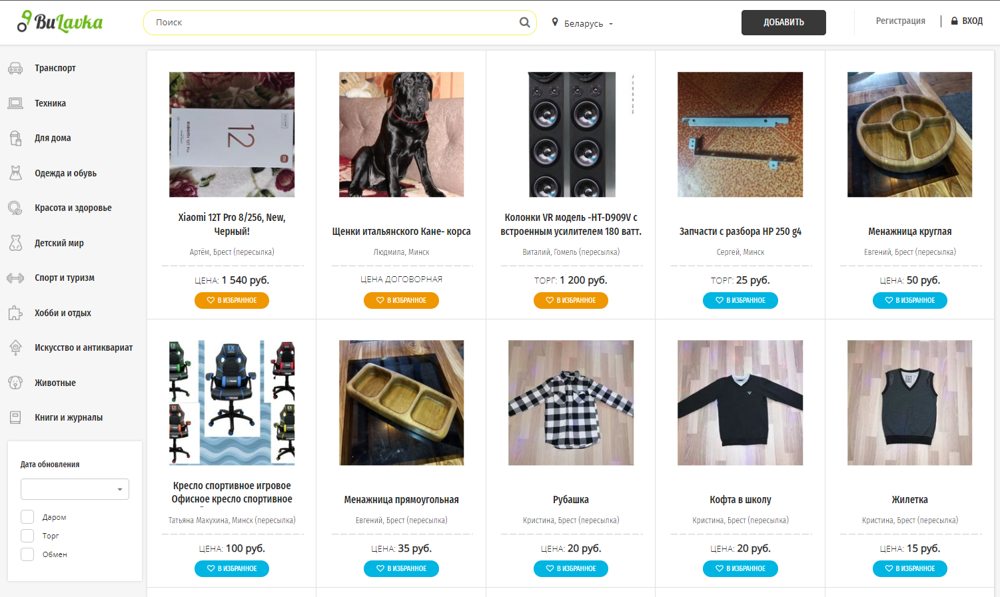 BuLavka
Поиск
Беларусь
ДОБАВИТЬ
Регистрация
ВХОД
Транспорт
Техника
Для дома
Одежда и обувь
Красота и здоровье
Детский мир
Спорт и туризм
Хобби и отдых
Искусство и антиквариат
Животные
Книги и журналы
Дата обновления
Даром
Торг
Обмен
12
XIAOMI 12T Pro
Xiaomi 12T Pro 8/256, New,
Черный!
Артём, Брест (пересылка)
ЦЕНА: 1 540 руб.
В ИЗБРАННОЕ
Щенки итальянского Кане- корса
Людмила, Минск
ЦЕНА ДОГОВОРНАЯ
В ИЗБРАННОЕ
Колонки VR модель -HT-D909V с
встроенным усилителем 180 ватт.
Виталий, Гомель (пересылка)
ТОРГ: 1 200 руб.
В ИЗБРАННОЕ
Запчасти с разбора HP 250 g4
Сергей, Минск
ТОРГ: 25 руб.
В ИЗБРАННОЕ
Менажница круглая
Евгений, Брест (пересылка)
ЦЕНА: 50 руб.
В ИЗБРАННОЕ
Кресло спортивное игровое
Офисное кресло спортивное
Татьяна Макухина, Минск (пересылка)
ЦЕНА: 100 руб.
В ИЗБРАННОЕ
Менажница прямоугольная
Евгений, Брест (пересылка)
ЦЕНА: 35 руб.
В ИЗБРАННОЕ
Рубашка
Кристина, Брест (пересылка)
ЦЕНА: 20 руб.
В ИЗБРАННОЕ
Кофта в школу
Кристина, Брест (пересылка)
ЦЕНА: 20 руб.
В ИЗБРАННОЕ
Жилетка
Кристина, Брест (пересылка)
ЦЕНА: 15 руб.
В ИЗБРАННОЕ